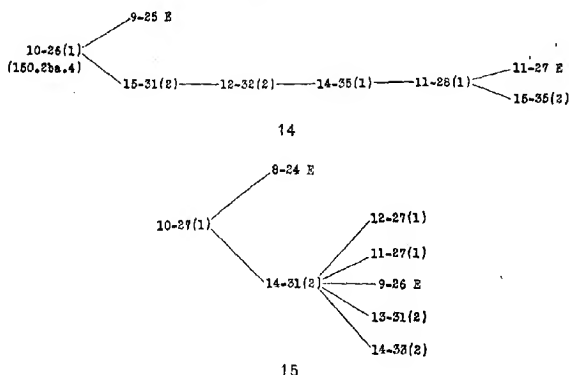 9-25 E
10-26(1)
(150.2ba.4)
15-31(2) 12-32(2) 14-35(1) 11-28(1)
11-27 E
15-35(2)
14
8-24 E
10-27(1)
12-27(1)
11-27(1)
14-31(2)
9-26 E
13-31(2)
14-33(2)
15